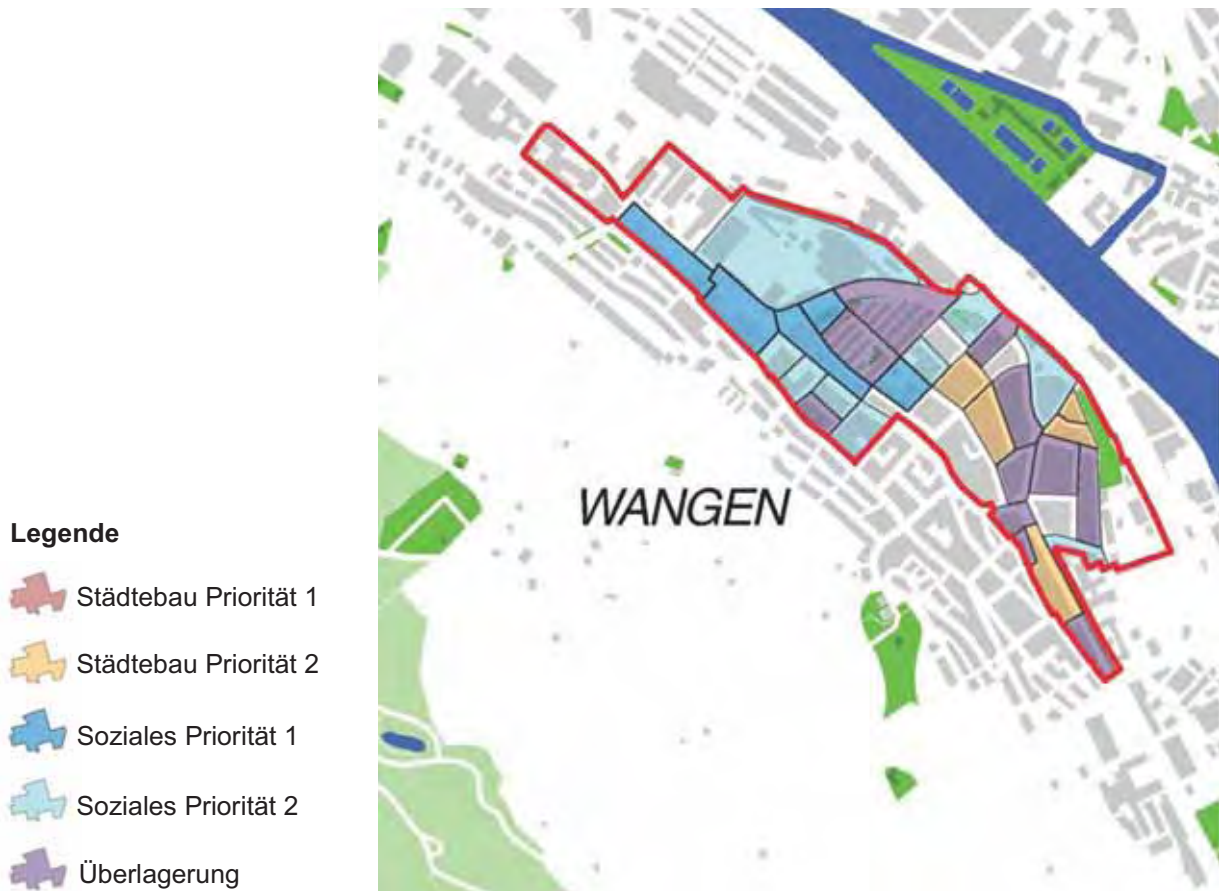 WANGEN
Legende
Städtebau Priorität 1
Städtebau Priorität 2
Soziales Priorität 1
Soziales Priorität 2
Überlagerung